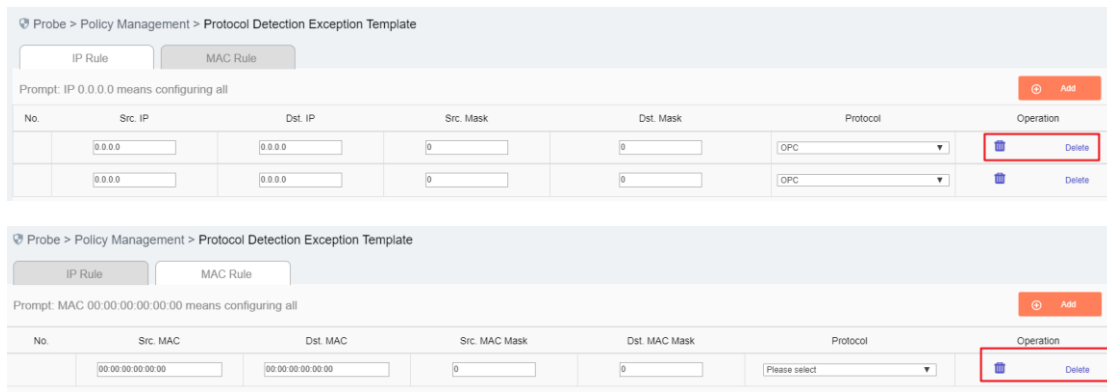 Probe > Policy Management > Protocol Detection Exception Template
IP Rule MAC Rule
Prompt: IP 0.0.0.0 means configuring all Add
No. Src. IP Dst. IP Src. Mask Dst. Mask Protocol Operation
0.0.0.0 0.0.0.0 0 0 OPC Delete
0.0.0.0 0.0.0.0 0 0 OPC Delete
Probe > Policy Management > Protocol Detection Exception Template
IP Rule MAC Rule
Prompt: MAC 00:00:00:00:00:00 means configuring all Add
No. Src. MAC Dst. MAC Src. MAC Mask Dst. MAC Mask Protocol Operation
00:00:00:00:00:00 00:00:00:00:00:00 0 0 Please select Delete